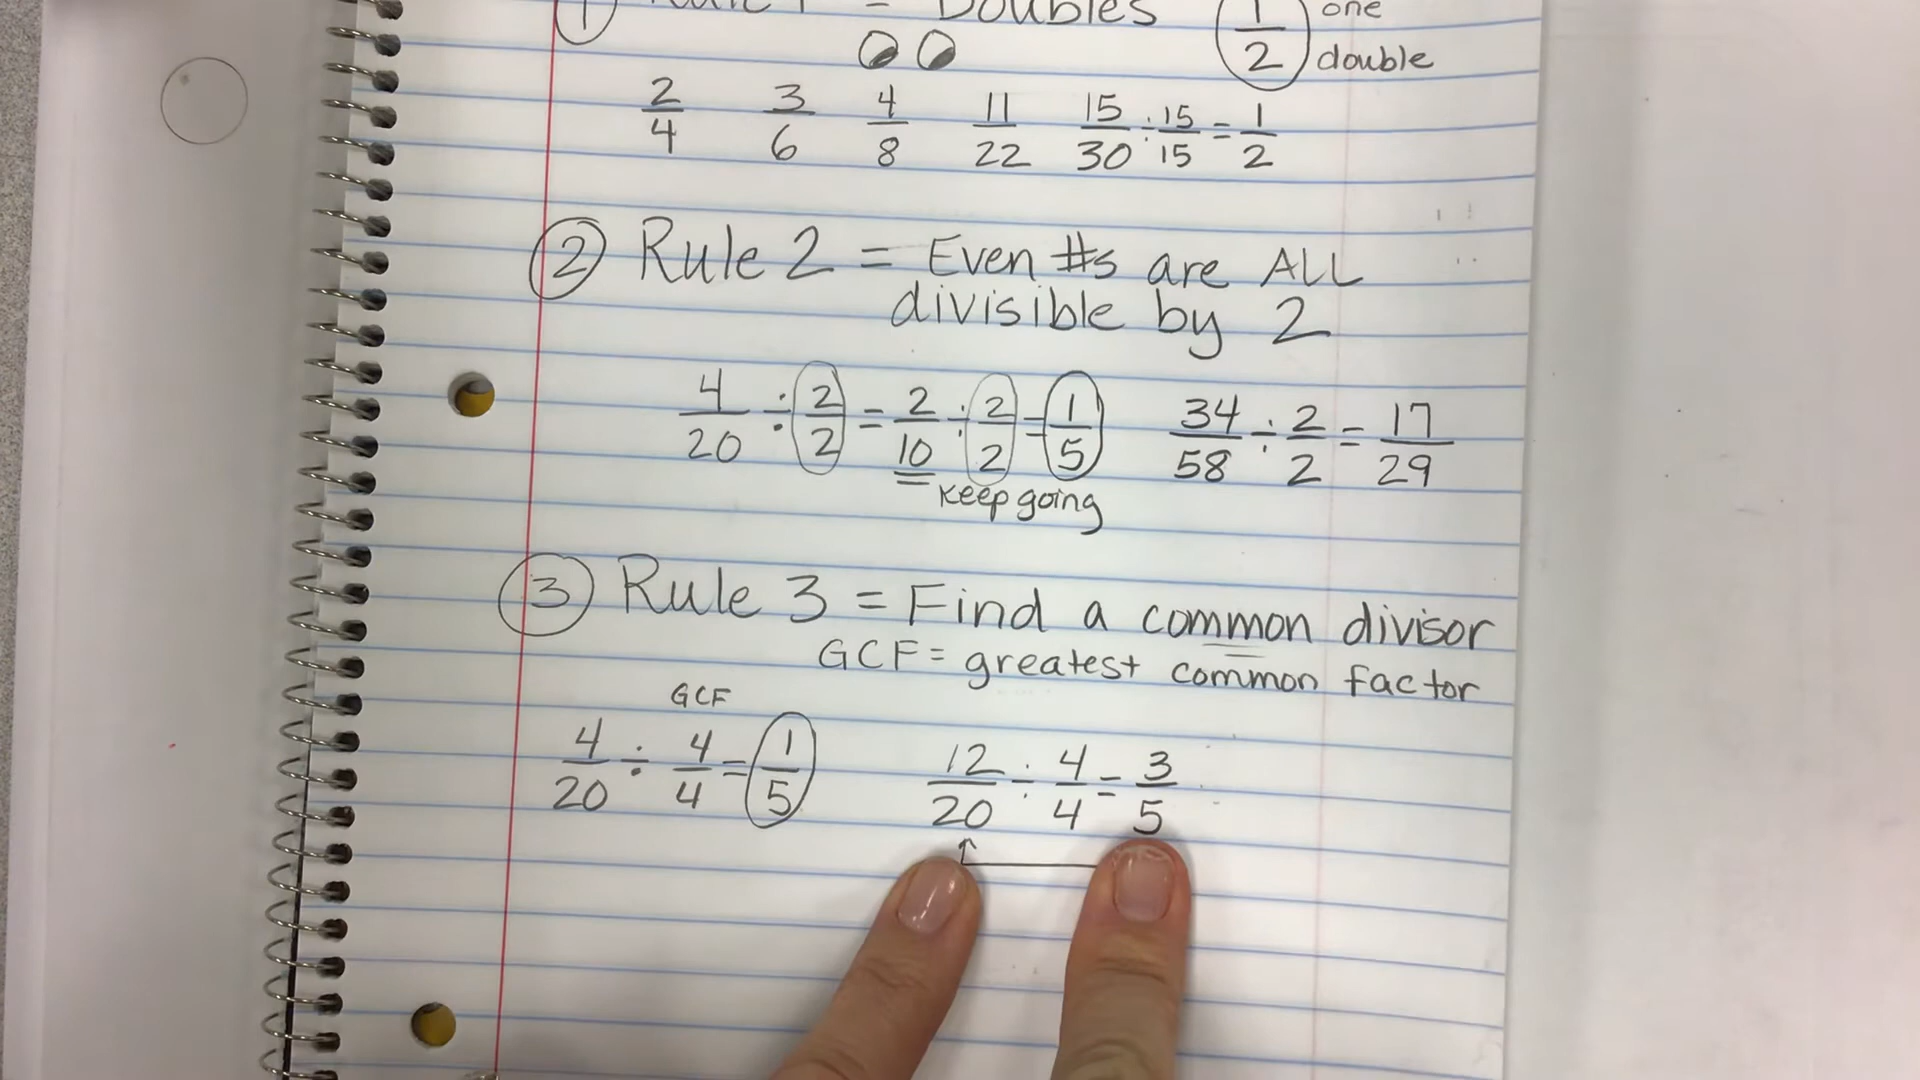 ① Rule 1 = Doubles 1/2 one double
2/4 3/6 4/8 11/22 15/30 ÷ 15/15 = 1/2
② Rule 2 = Even #s are ALL
divisible by 2
4/20 ÷ 2/2 = 2/10 ÷ 2/2 = 1/5 34/58 ÷ 2/2 = 17/29
keep going
③ Rule 3 = Find a common divisor
GCF = greatest common factor
GCF
4/20 ÷ 4/4 = 1/5 12/20 ÷ 4/4 = 3/5